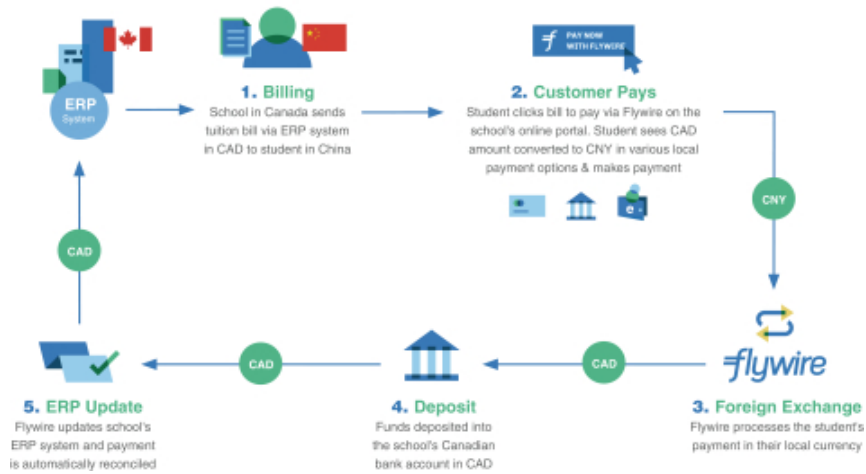 ERP
System
1. Billing
School in Canada sends
tuition bill via ERP system
in CAD to student in China
PAY NOW
WITH FLYWIRE
2. Customer Pays
Student clicks bill to pay via Flywire on the
school's online portal. Student sees CAD
amount converted to CNY in various local
payment options & makes payment
CNY
flywire
3. Foreign Exchange
Flywire processes the student's
payment in their local currency
CAD
4. Deposit
Funds deposited into
the school's Canadian
bank account in CAD
CAD
5. ERP Update
Flywire updates school's
ERP system and payment
is automatically reconciled
CAD